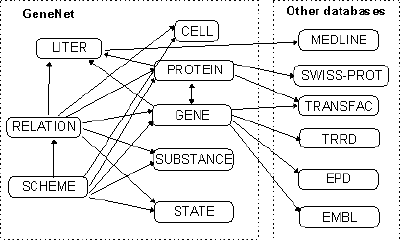 GeneNet
Other databases
CELL
LITER
MEDLINE
PROTEIN
SWISS-PROT
TRANSFAC
GENE
RELATION
TRRD
SUBSTANCE
EPD
SCHEME
STATE
EMBL